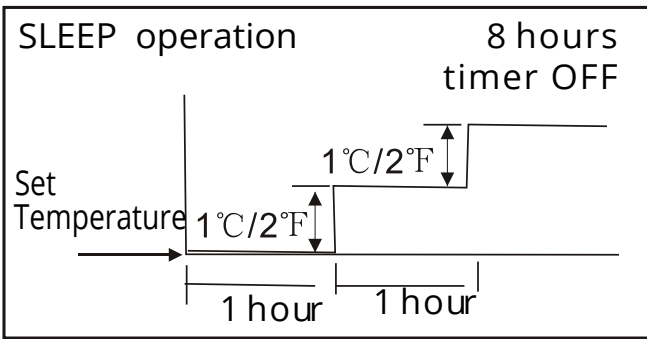 SLEEP operation
8 hours
timer OFF
1℃/2℉
Set
Temperature
1℃/2℉
1 hour
1 hour